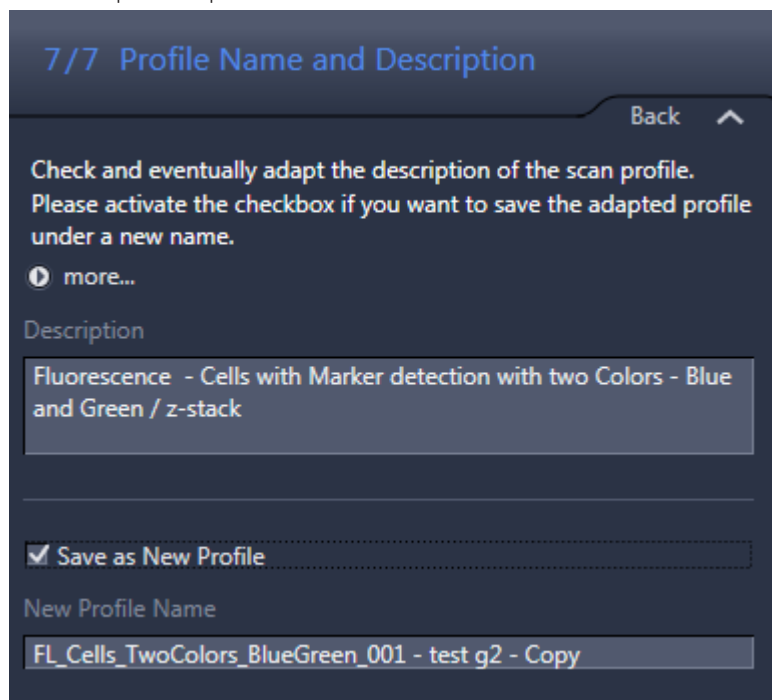 7/7 Profile Name and Description
Back
Check and eventually adapt the description of the scan profile.
Please activate the checkbox if you want to save the adapted profile
under a new name.
more...
Description
Fluorescence - Cells with Marker detection with two Colors - Blue
and Green / z-stack
Save as New Profile
New Profile Name
FL_Cells_TwoColors_BlueGreen_001 - test g2 - Copy